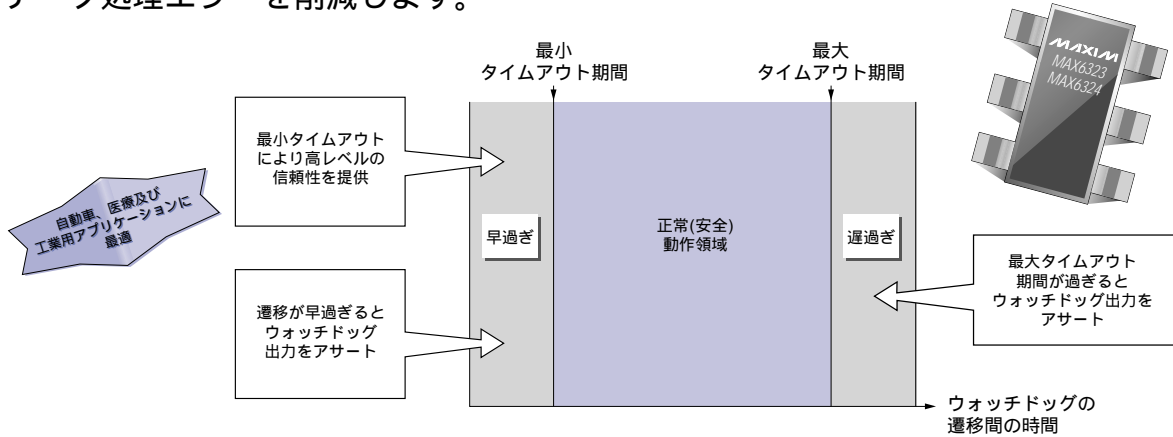 データ処理エラーを削減します。
最小
タイムアウト期間
最大
タイムアウト期間
MAXIM
MAX6323
MAX6324
最小タイムアウト
により高レベルの
信頼性を提供
自動車、医療及び
工業用アプリケーションに
最適
早過ぎ
正常(安全)
動作領域
遅過ぎ
遷移が早過ぎると
ウォッチドッグ
出力をアサート
最大タイムアウト
期間が過ぎると
ウォッチドッグ出力を
アサート
ウォッチドッグの
遷移間の時間